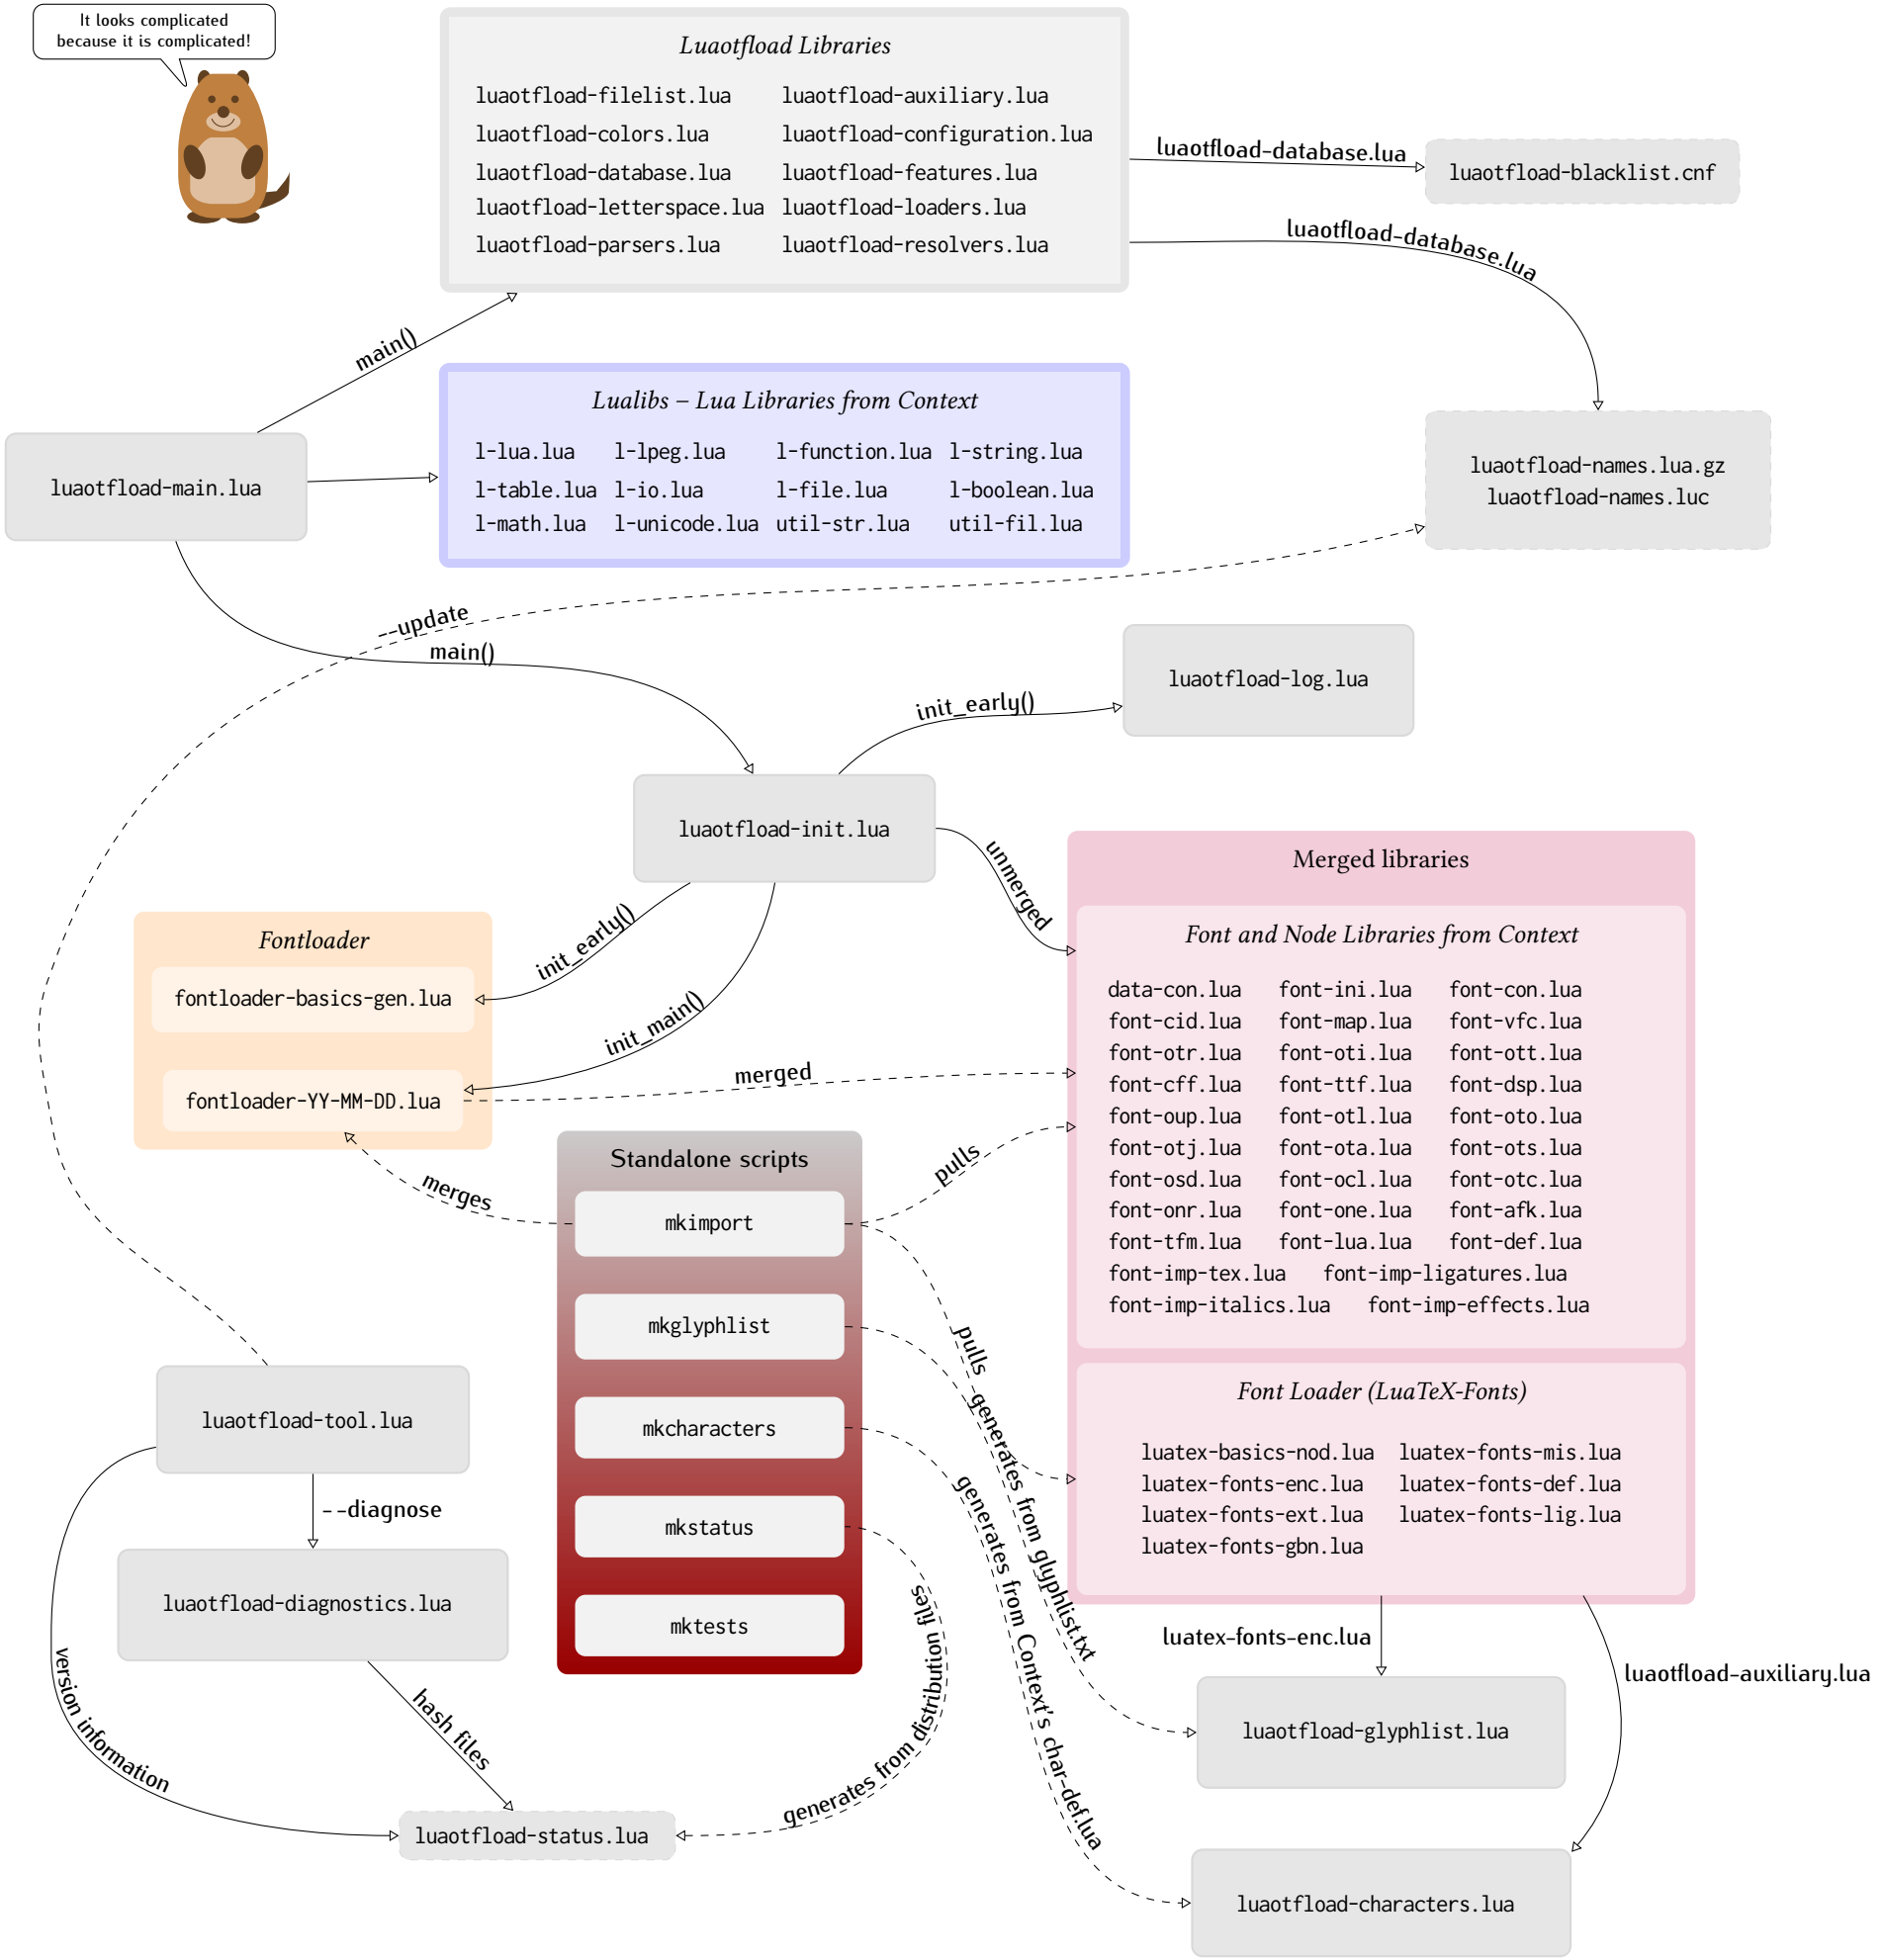 It looks complicated
because it is complicated!
Luaotfload Libraries
luaotfload-filelist.lua luaotfload-auxiliary.lua
luaotfload-colors.lua luaotfload-configuration.lua
luaotfload-database.lua luaotfload-features.lua
luaotfload-letterspace.lua luaotfload-loaders.lua
luaotfload-parsers.lua luaotfload-resolvers.lua
luaotfload-database.lua
luaotfload-blacklist.cnf
luaotfload-database.lua
main()
Lualibs – Lua Libraries from Context
l-lua.lua l-lpeg.lua l-function.lua l-string.lua
l-table.lua l-io.lua l-file.lua l-boolean.lua
l-math.lua l-unicode.lua util-str.lua util-fil.lua
luaotfload-main.lua
luaotfload-names.lua.gz
luaotfload-names.luc
--update
main()
luaotfload-log.lua
init_early()
luaotfload-init.lua
unmerged
Merged libraries
Font and Node Libraries from Context
data-con.lua font-ini.lua font-con.lua
font-cid.lua font-map.lua font-vfc.lua
font-otr.lua font-oti.lua font-ott.lua
font-cff.lua font-ttf.lua font-dsp.lua
font-oup.lua font-otl.lua font-oto.lua
font-otj.lua font-ota.lua font-ots.lua
font-osd.lua font-ocl.lua font-otc.lua
font-onr.lua font-one.lua font-afk.lua
font-tfm.lua font-lua.lua font-def.lua
font-imp-tex.lua font-imp-ligatures.lua
font-imp-italics.lua font-imp-effects.lua
Fontloader
fontloader-basics-gen.lua
init_early()
init_main()
fontloader-YY-MM-DD.lua
merged
merges
pulls
Standalone scripts
mkimport
mkglyphlist
mkcharacters
mkstatus
mktests
pulls
generates from glyphlist.txt
generates from Context's char-def.lua
generates from distribution files
Font Loader (LuaTeX-Fonts)
luatex-basics-nod.lua luatex-fonts-mis.lua
luatex-fonts-enc.lua luatex-fonts-def.lua
luatex-fonts-ext.lua luatex-fonts-lig.lua
luatex-fonts-gbn.lua
luaotfload-tool.lua
--diagnose
luaotfload-diagnostics.lua
version information
hash files
luaotfload-status.lua
luatex-fonts-enc.lua
luaotfload-auxiliary.lua
luaotfload-glyphlist.lua
luaotfload-characters.lua